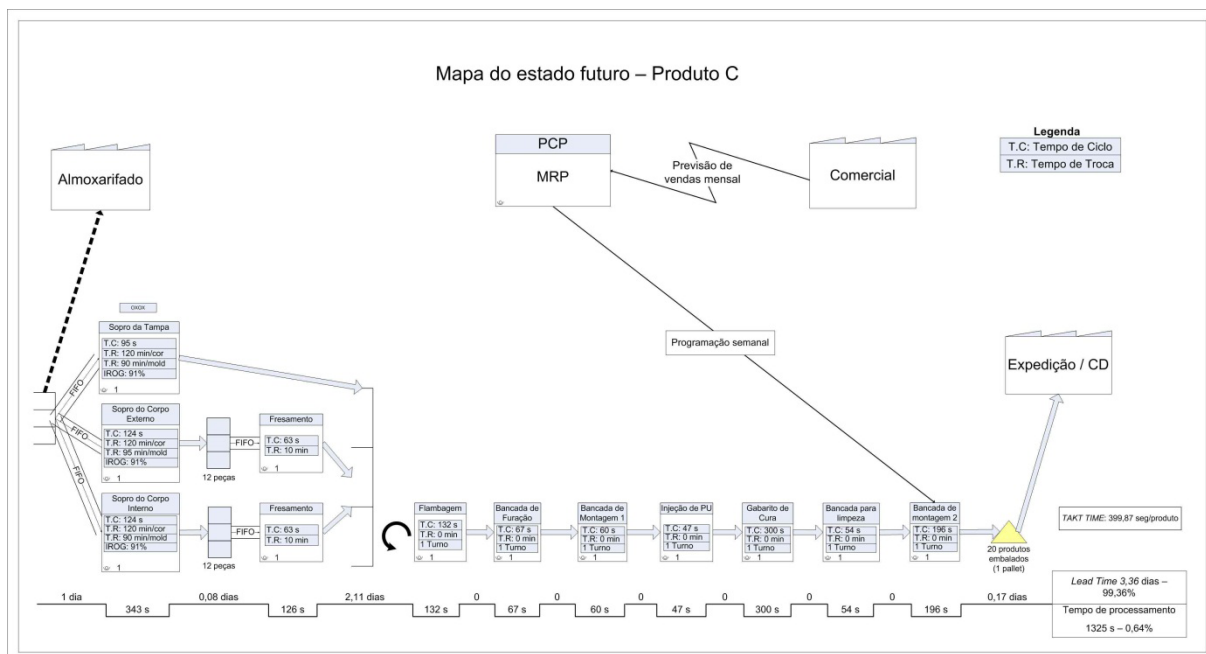 Mapa do estado futuro – Produto C
Legenda
T.C: Tempo de Ciclo
T.R: Tempo de Troca
Almoxarifado
PCP
MRP
Previsão de
vendas mensal
Comercial
Programação semanal
Expedição / CD
OXOX
Sopro da Tampa
T.C: 95 s
T.R: 120 min/cor
T.R: 90 min/mold
IROG: 91%
1
FIFO
FIFO
FIFO
Sopro do Corpo
Externo
T.C: 124 s
T.R: 120 min/cor
T.R: 95 min/mold
IROG: 91%
1
12 peças
FIFO
Fresamento
T.C: 63 s
T.R: 10 min
1
Sopro do Corpo
Interno
T.C: 124 s
T.R: 120 min/cor
T.R: 90 min/mold
IROG: 91%
1
12 peças
FIFO
Fresamento
T.C: 63 s
T.R: 10 min
1
Flambagem
T.C: 132 s
T.R: 0 min
1 Turno
1
Bancada de
Furação
T.C: 67 s
T.R: 0 min
1 Turno
1
Bancada de
Montagem 1
T.C: 60 s
T.R: 0 min
1 Turno
1
Injeção de PU
T.C: 47 s
T.R: 0 min
1 Turno
1
Gabarito de
Cura
T.C: 300 s
T.R: 0 min
1 Turno
1
Bancada para
limpeza
T.C: 54 s
T.R: 0 min
1 Turno
1
Bancada de
montagem 2
T.C: 196 s
T.R: 0 min
1 Turno
1
20 produtos
embalados
(1 pallet)
TAKT TIME: 399,87 seg/produto
1 dia
343 s
0,08 dias
126 s
2,11 dias
132 s
0
67 s
0
60 s
0
47 s
0
300 s
0
54 s
0
196 s
0,17 dias
Lead Time 3,36 dias –
99,36%
Tempo de processamento
1325 s – 0,64%